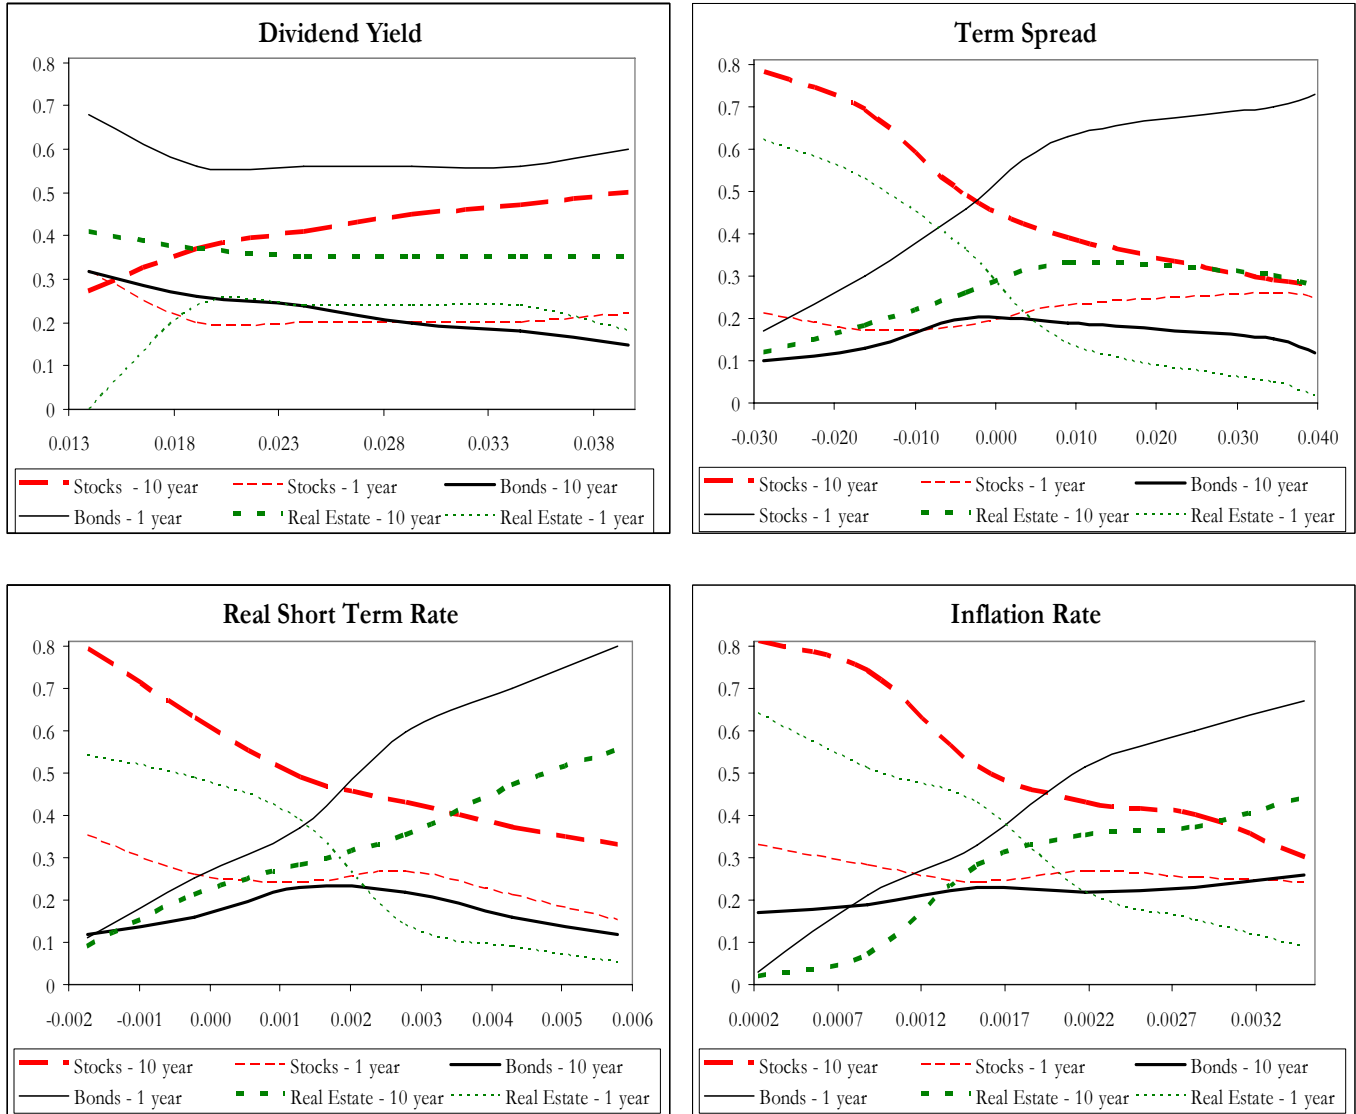 Dividend Yield
0.8
0.7
0.6
0.5
0.4
0.3
0.2
0.1
0
0.013 0.018 0.023 0.028 0.033 0.038
Stocks - 10 year Stocks - 1 year Bonds - 10 year
Bonds - 1 year Real Estate - 10 year Real Estate - 1 year
Term Spread
0.8
0.7
0.6
0.5
0.4
0.3
0.2
0.1
0
-0.030 -0.020 -0.010 0.000 0.010 0.020 0.030 0.040
Stocks - 10 year Stocks - 1 year Bonds - 10 year
Stocks - 1 year Real Estate - 10 year Real Estate - 1 year
Real Short Term Rate
0.8
0.7
0.6
0.5
0.4
0.3
0.2
0.1
0
-0.002 -0.001 0.000 0.001 0.002 0.003 0.004 0.005 0.006
Stocks - 10 year Stocks - 1 year Bonds - 10 year
Bonds - 1 year Real Estate - 10 year Real Estate - 1 year
Inflation Rate
0.8
0.7
0.6
0.5
0.4
0.3
0.2
0.1
0
0.0002 0.0007 0.0012 0.0017 0.0022 0.0027 0.0032
Stocks - 10 year Stocks - 1 year Bonds - 10 year
Bonds - 1 year Real Estate - 10 year Real Estate - 1 year